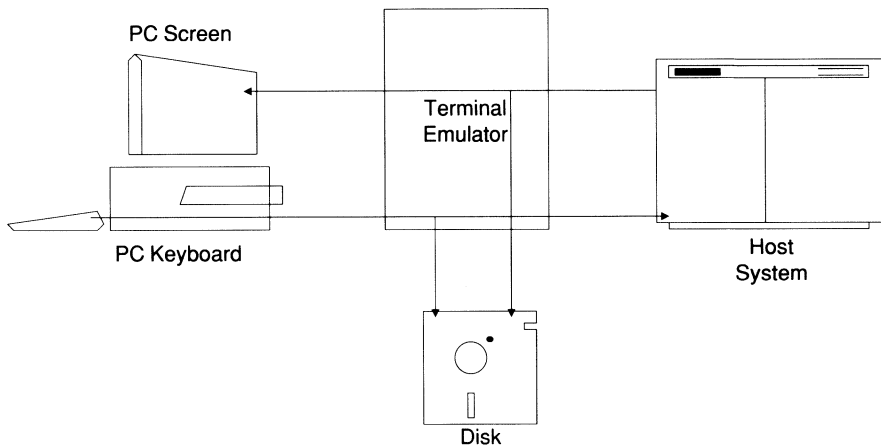 PC Screen
Terminal
Emulator
PC Keyboard
Host
System
Disk